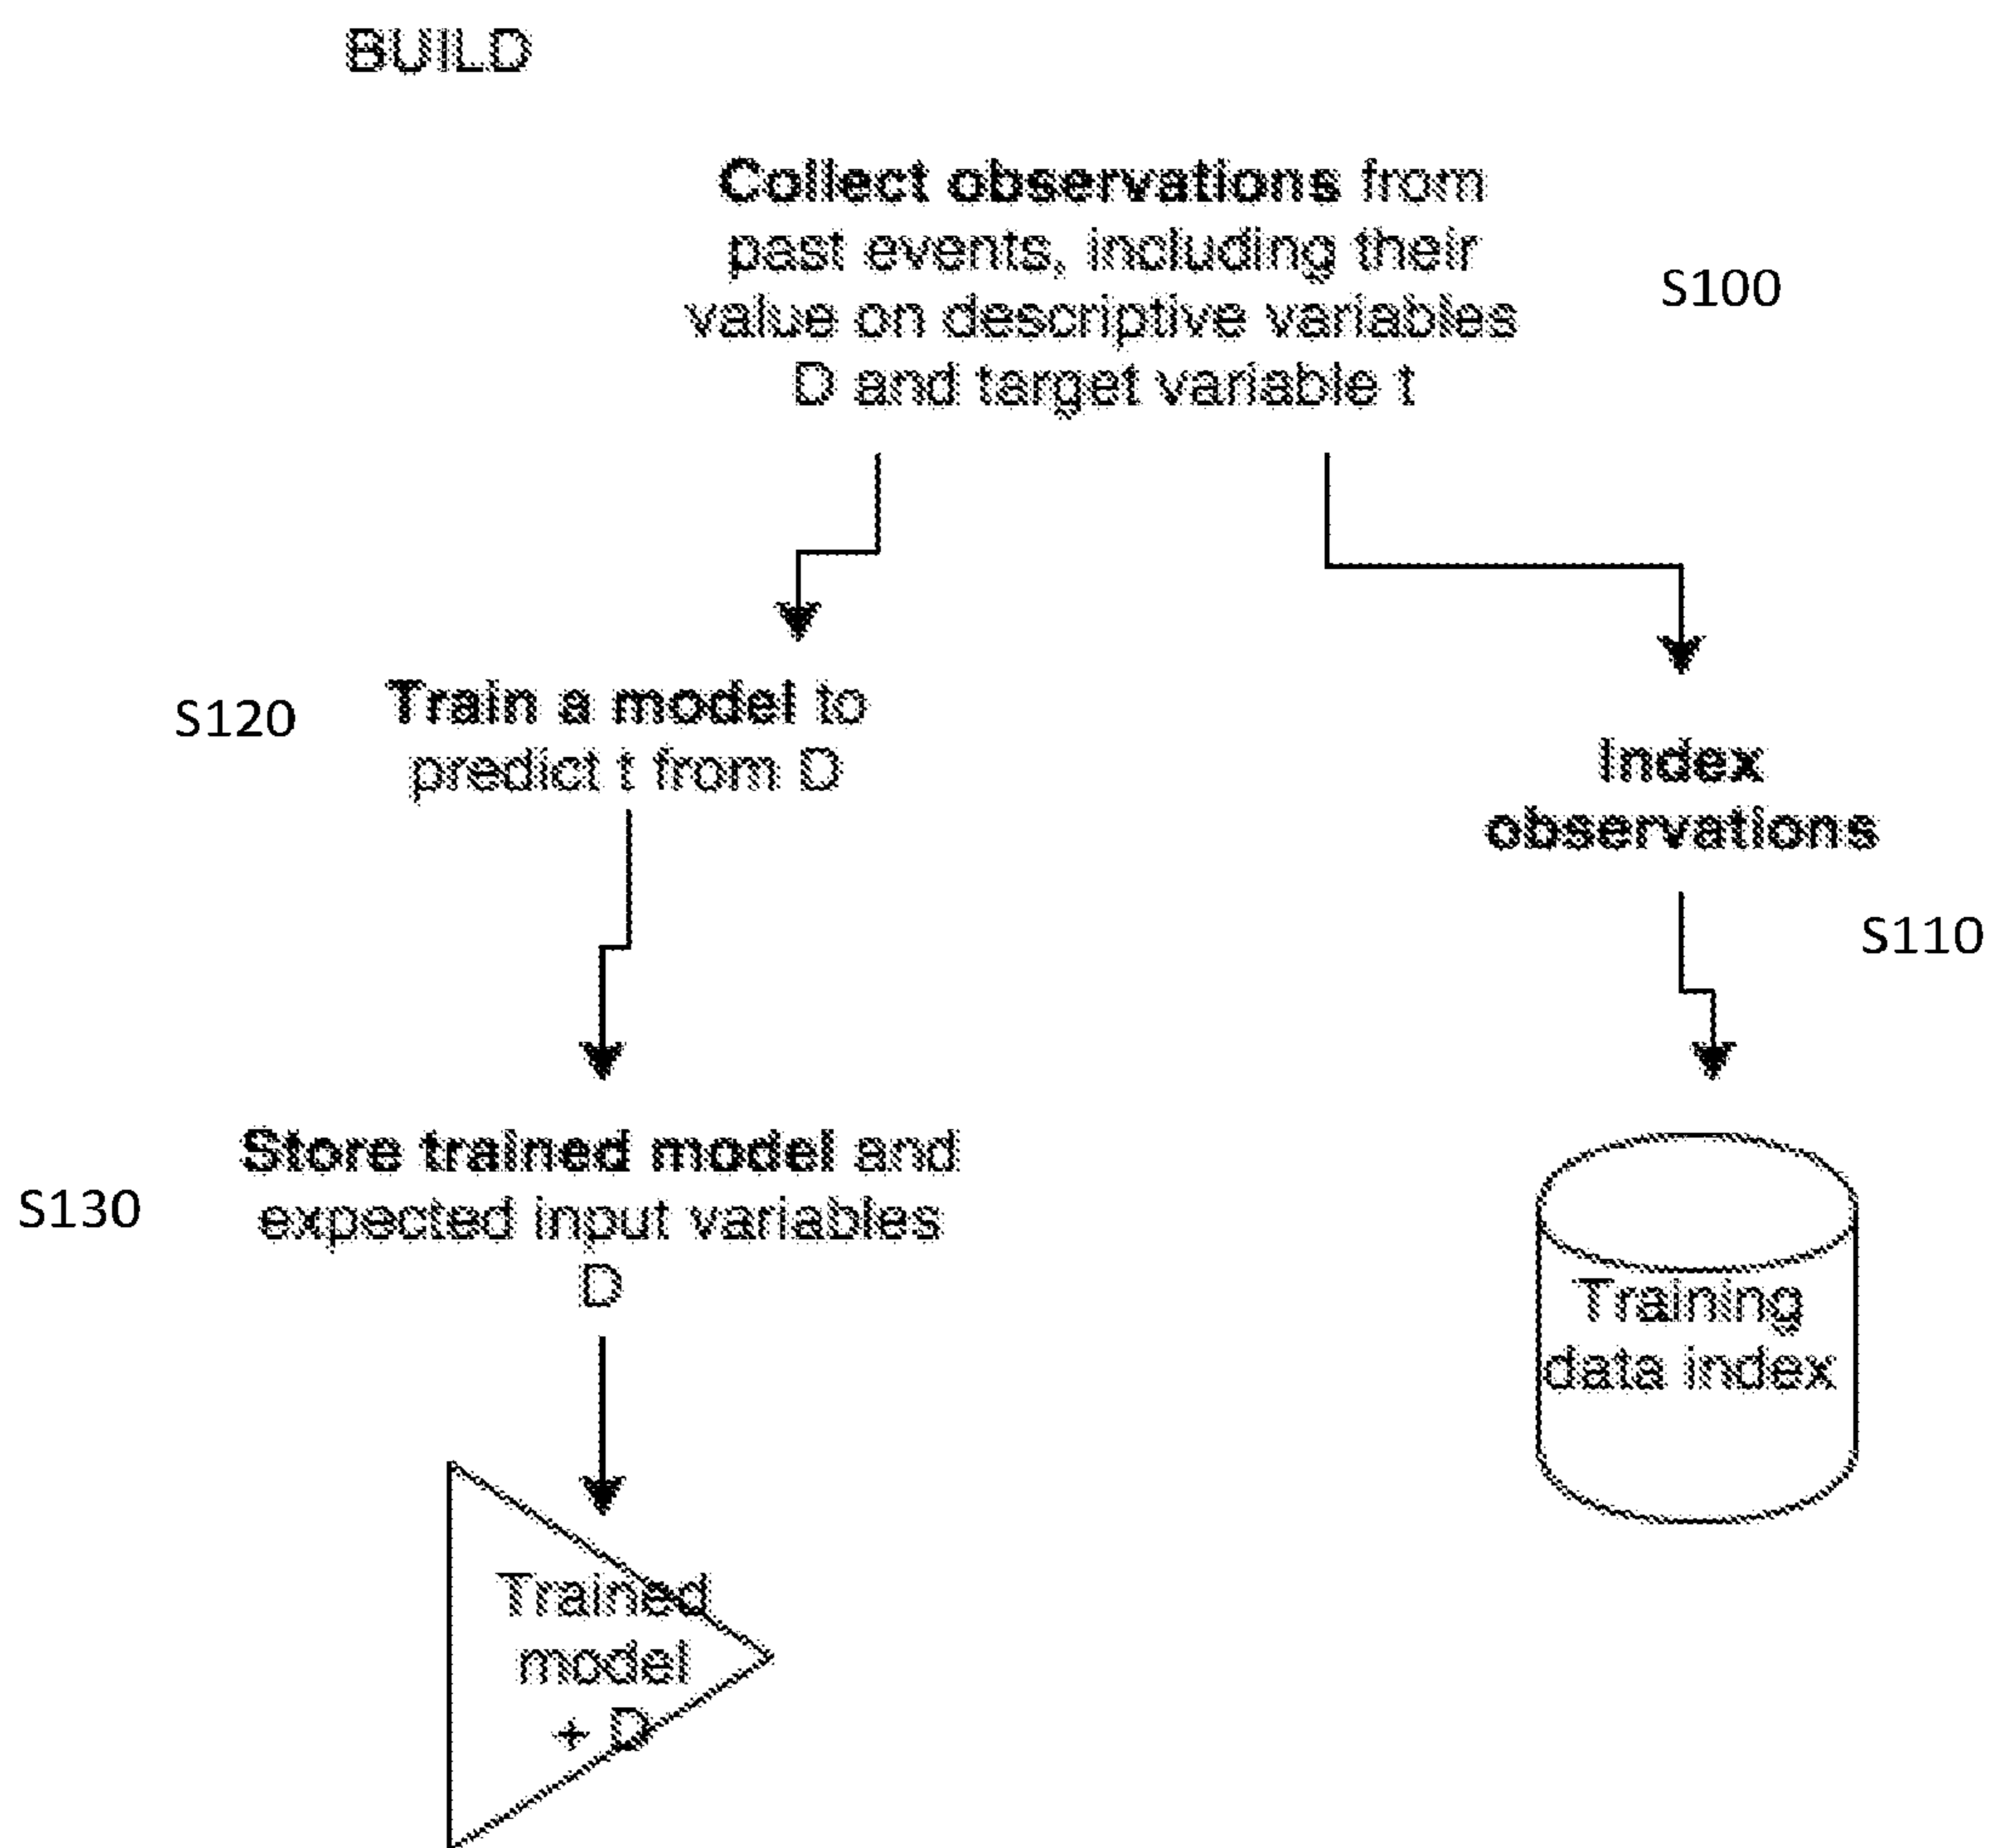 BUILD
Collect observations from
past events, including their
value on descriptive variables
D and target variable t
S100
S120
Train a model to
predict t from D
Index
observations
S110
Store trained model and
expected input variables
D
S130
Training
data index
Trained
model
+ D